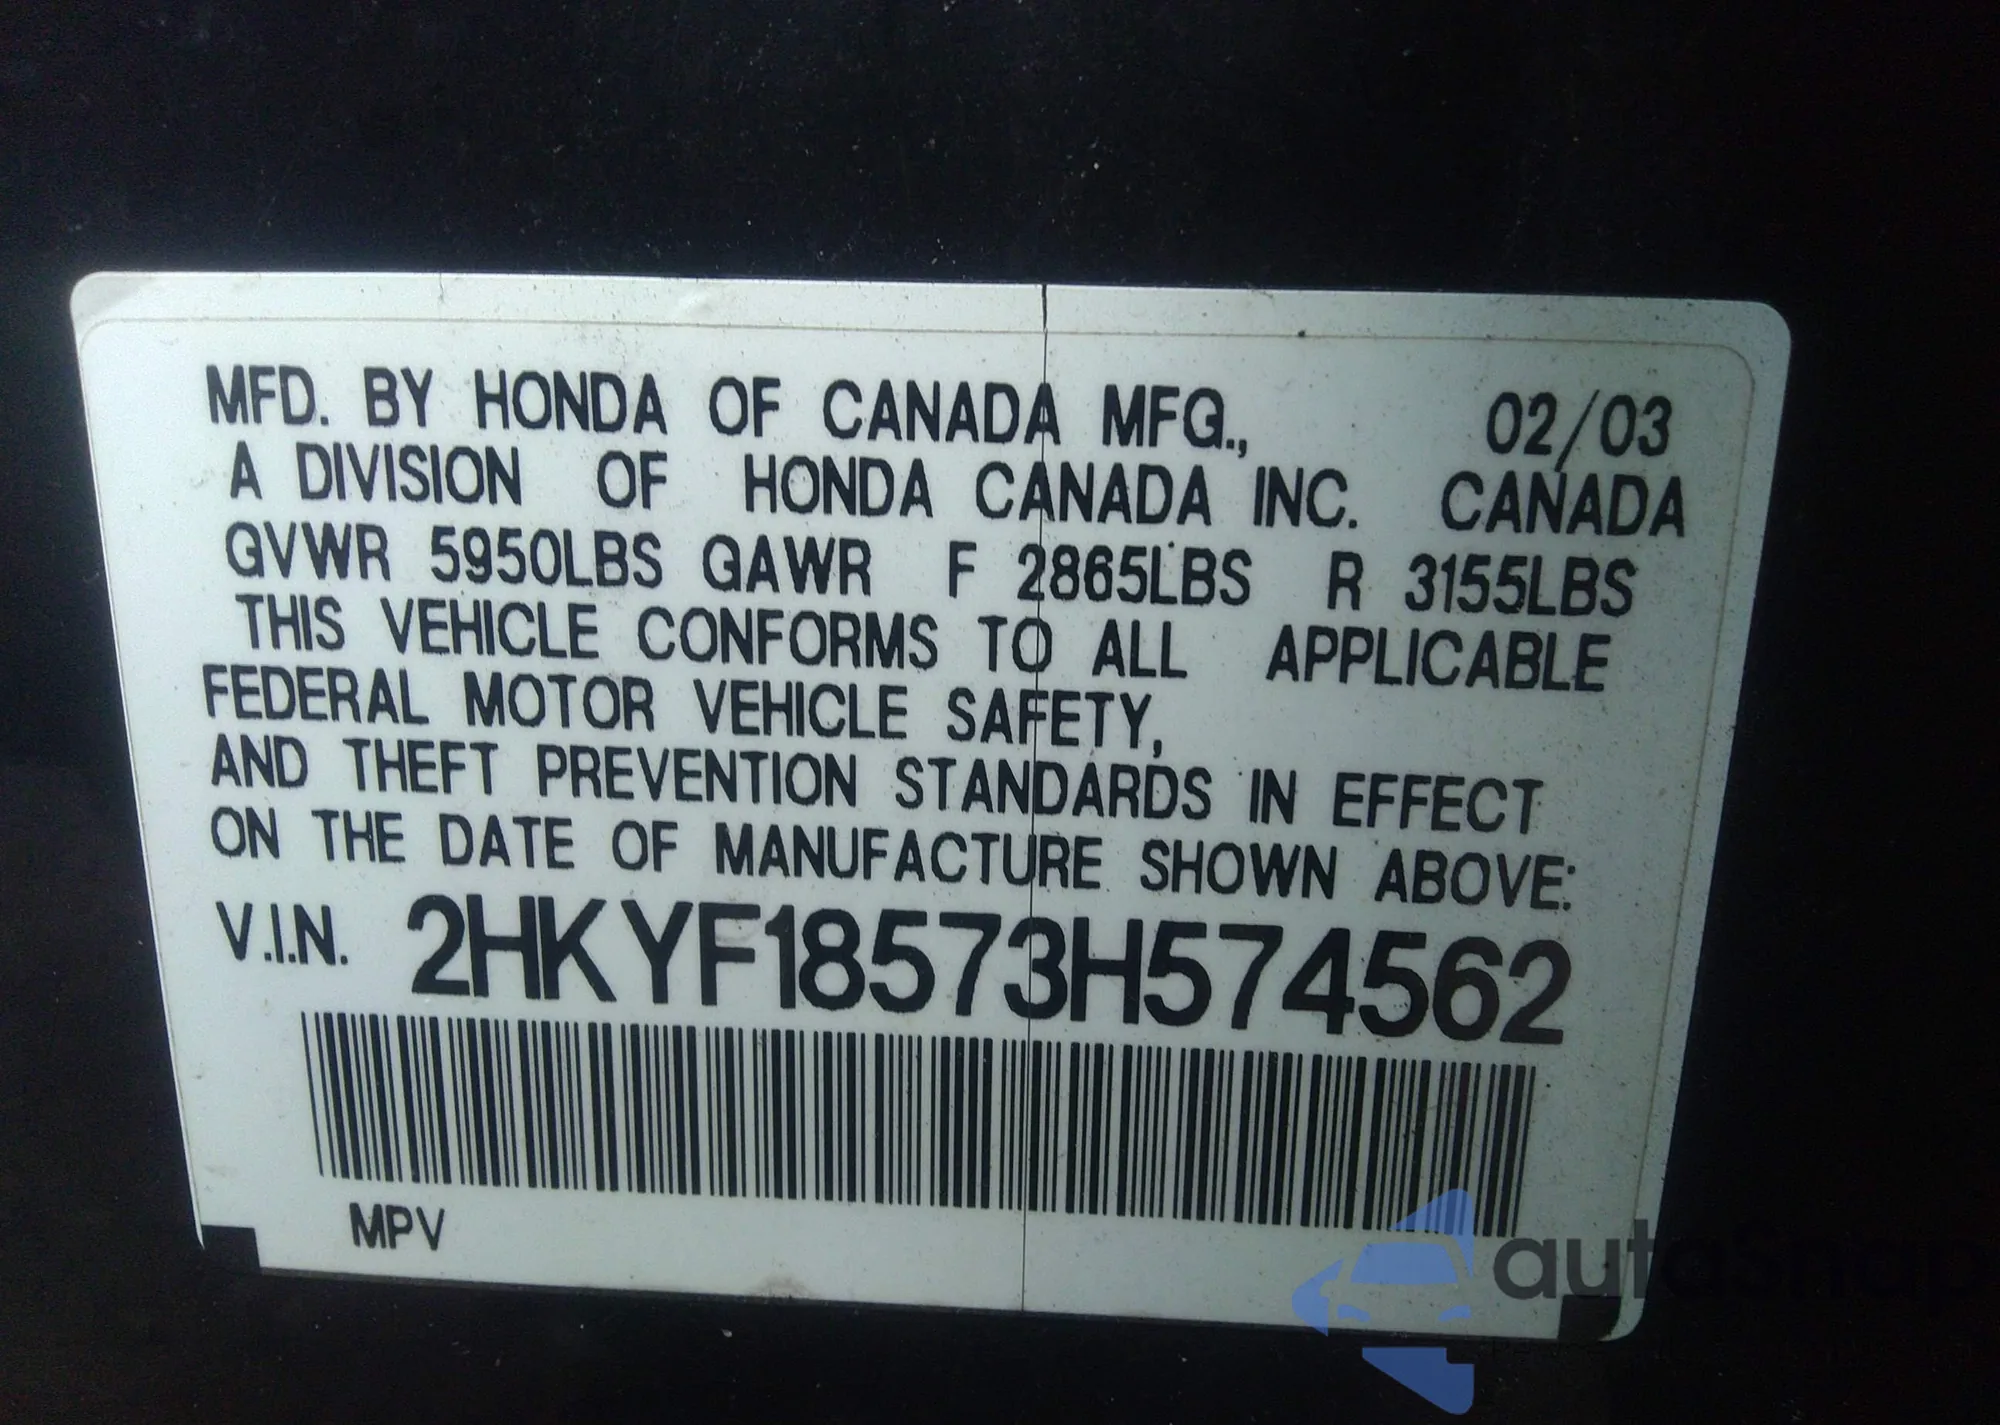 MFD. BY HONDA OF CANADA MFG., 02/03
A DIVISION OF HONDA CANADA INC. CANADA
GVWR 5950LBS GAWR F 2865LBS R 3155LBS
THIS VEHICLE CONFORMS TO ALL APPLICABLE
FEDERAL MOTOR VEHICLE SAFETY,
AND THEFT PREVENTION STANDARDS IN EFFECT
ON THE DATE OF MANUFACTURE SHOWN ABOVE:
V.I.N. 2HKYF18573H574562
MPV
autasnap